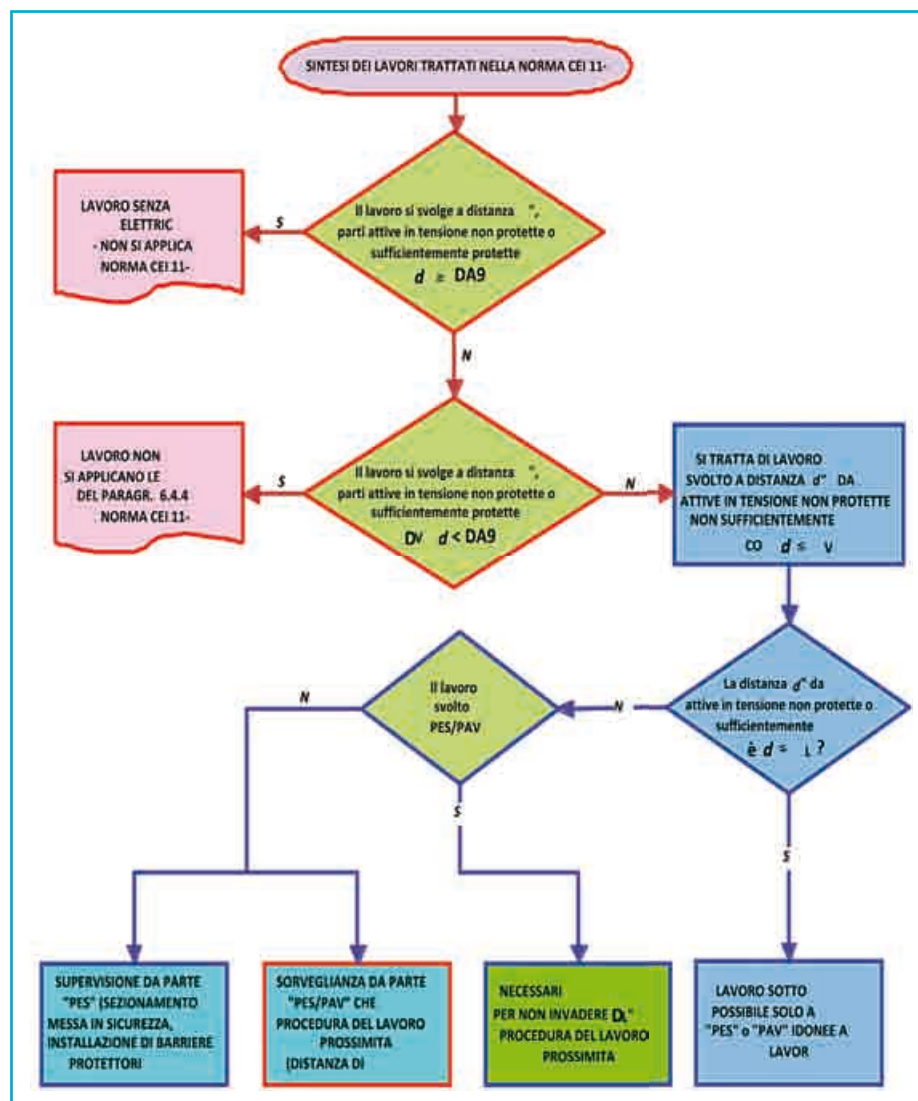 SINTESI DEI LAVORI TRATTATI NELLA NORMA CEI 11-
Il lavoro si svolge a distanza ",
parti attive in tensione non protette o
sufficientemente protette
d ≥ DA9
S
LAVORO SENZA
ELETTRIC
- NON SI APPLICA
NORMA CEI 11-
N
Il lavoro si svolge a distanza ",
parti attive in tensione non protette o
sufficientemente protette
DV d < DA9
S
LAVORO NON
SI APPLICANO LE
DEL PARAGR. 6.4.4
NORMA CEI 11-
N
SI TRATTA DI LAVORO
SVOLTO A DISTANZA d" DA
ATTIVE IN TENSIONE NON PROTETTE
NON SUFFICIENTEMENTE
CO d ≤ V
La distanza d" da
attive in tensione non protette o
sufficientemente
è d ≤ L ?
N
Il lavoro
svolto
PES/PAV
N
S
S
SUPERVISIONE DA PARTE
"PES" (SEZIONAMENTO
MESSA IN SICUREZZA,
INSTALLAZIONE DI BARRIERE
PROTETTORI
SORVEGLIANZA DA PARTE
"PES/PAV" CHE
PROCEDURA DEL LAVORO
PROSSIMITA
(DISTANZA DI
NECESSARI
PER NON INVADERE DL"
PROCEDURA DEL LAVORO
PROSSIMITA
LAVORO SOTTO
POSSIBILE SOLO A
"PES" o "PAV" IDONEE A
LAVOR